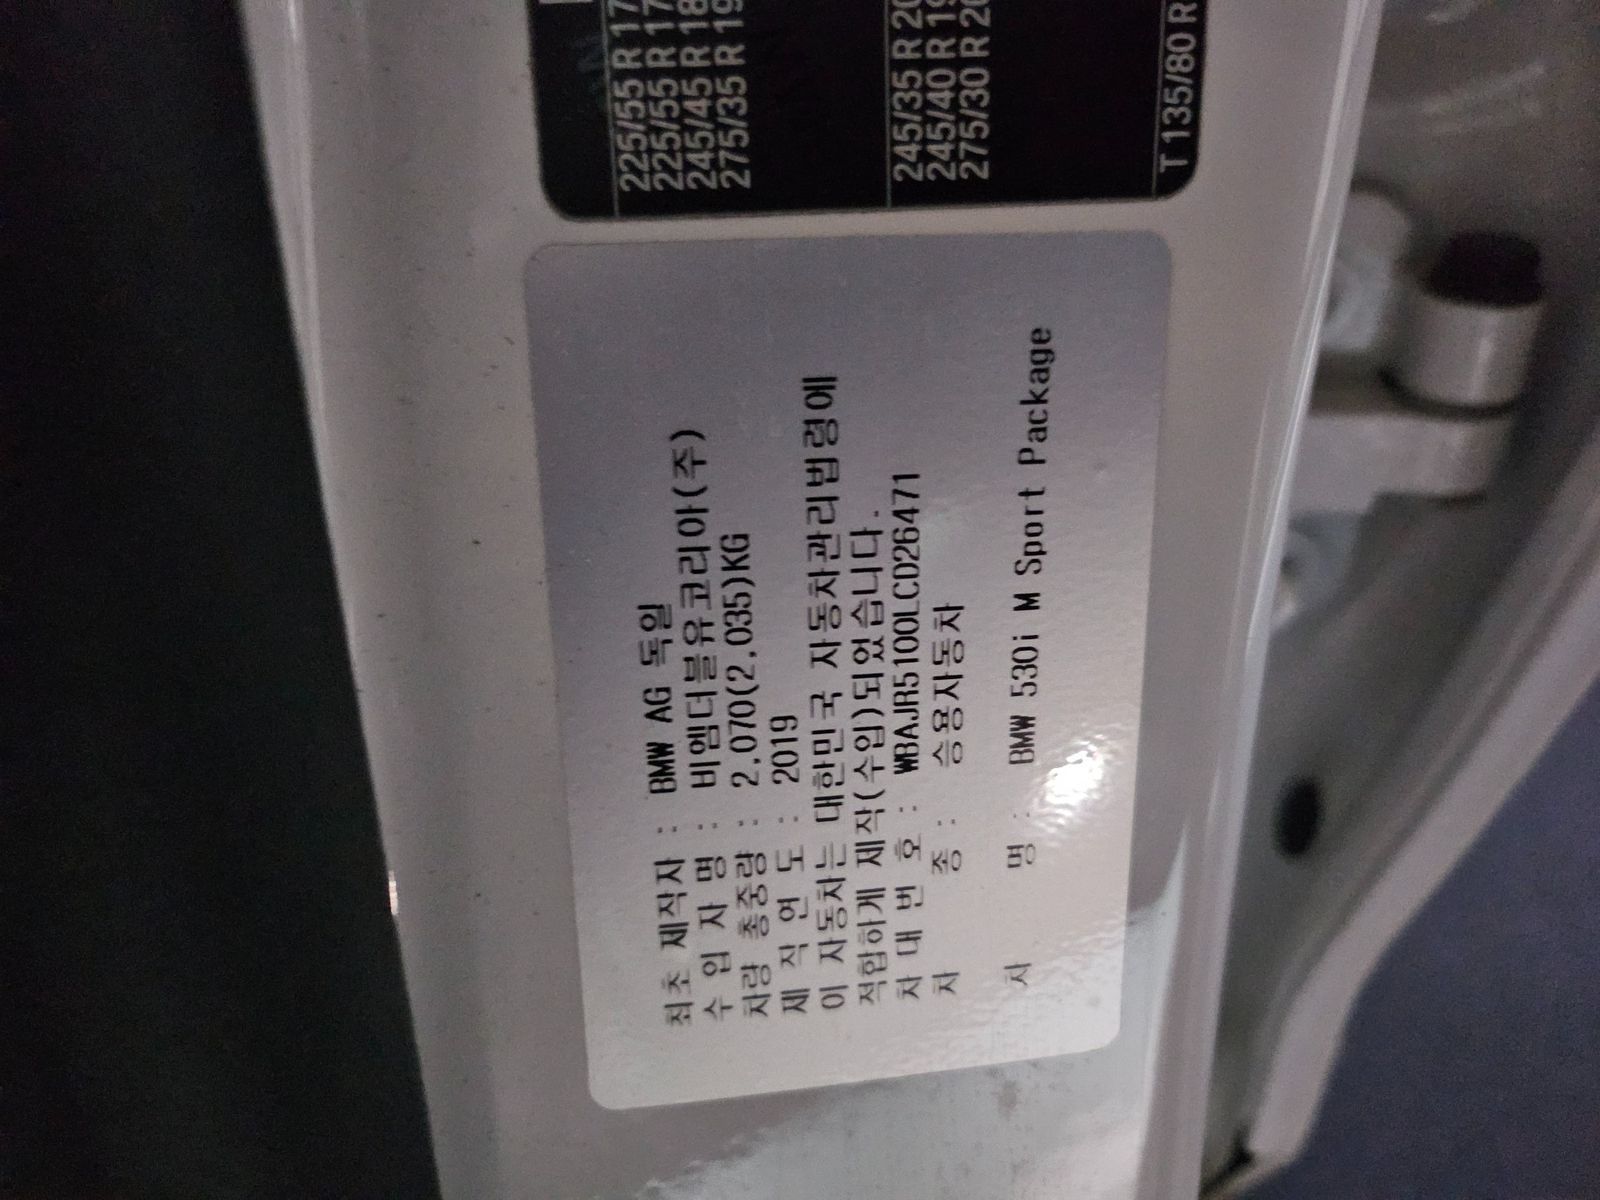 최초 제작자 : BMW AG 독일
수 입 자 명 : 비엠더블유코리아(주)
차량 총중량 : 2,070(2,035)KG
제 작 연 도 : 2019
이 자동차는 대한민국 자동차관리법령에
적합하게 제작(수입)되었습니다.
차 대 번 호 : WBAJR5100LCD26471
차 종 : 승용자동차
차 명 : BMW 530i M Sport Package
225/55 R 17
225/55 R 17
245/45 R 18
275/35 R 19
245/35 R 20
245/40 R 19
275/30 R 20
T 135/80 R